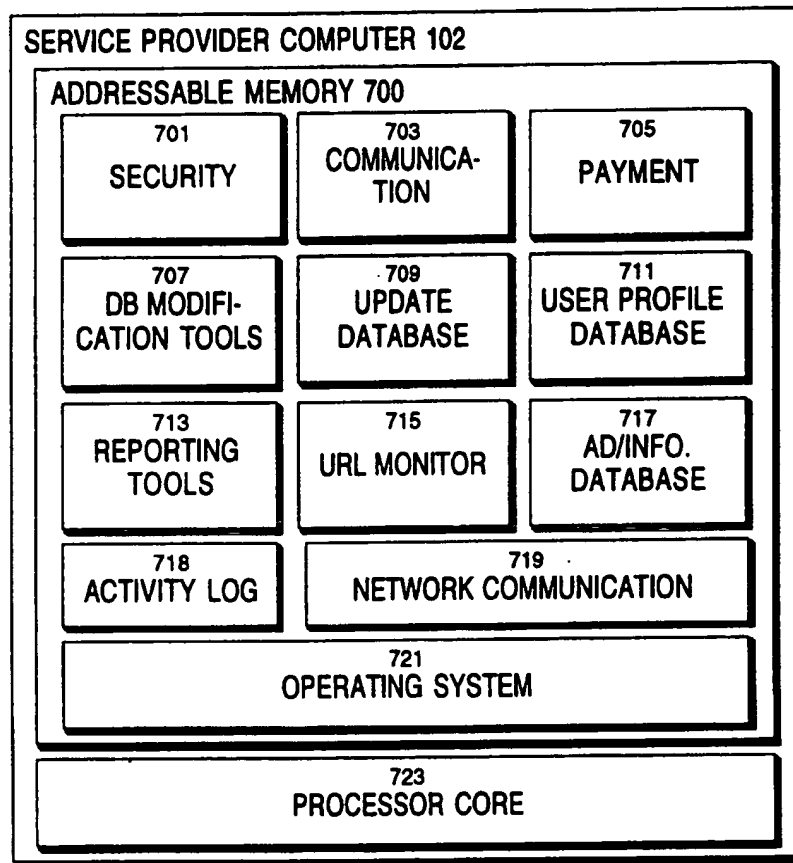 SERVICE PROVIDER COMPUTER 102
ADDRESSABLE MEMORY 700
701
SECURITY
703
COMMUNICA-
TION
705
PAYMENT
707
DB MODIFI-
CATION TOOLS
709
UPDATE
DATABASE
711
USER PROFILE
DATABASE
713
REPORTING
TOOLS
715
URL MONITOR
717
AD/INFO.
DATABASE
718
ACTIVITY LOG
719
NETWORK COMMUNICATION
721
OPERATING SYSTEM
723
PROCESSOR CORE